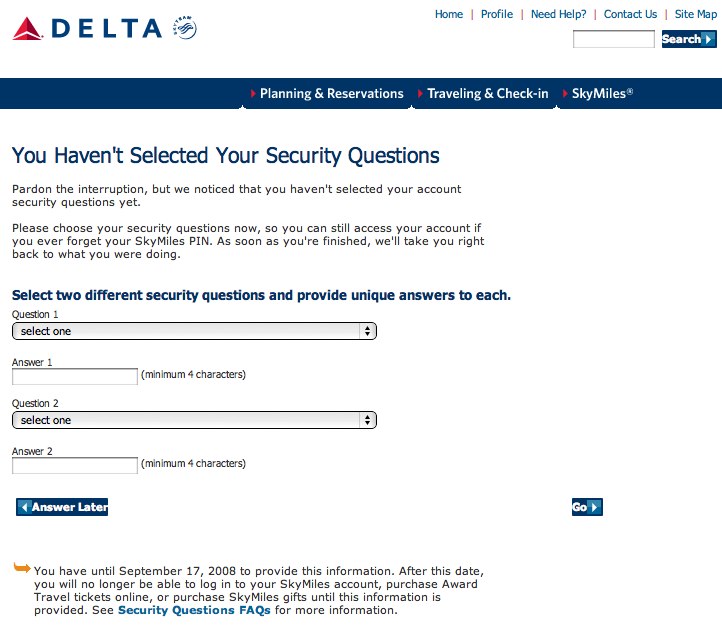 DELTA SKYTEAM
Home | Profile | Need Help? | Contact Us | Site Map
Search
Planning & Reservations Traveling & Check-in SkyMiles®
You Haven't Selected Your Security Questions
Pardon the interruption, but we noticed that you haven't selected your account
security questions yet.
Please choose your security questions now, so you can still access your account if
you ever forget your SkyMiles PIN. As soon as you're finished, we'll take you right
back to what you were doing.
Select two different security questions and provide unique answers to each.
Question 1
select one
Answer 1
(minimum 4 characters)
Question 2
select one
Answer 2
(minimum 4 characters)
Answer Later Go
You have until September 17, 2008 to provide this information. After this date,
you will no longer be able to log in to your SkyMiles account, purchase Award
Travel tickets online, or purchase SkyMiles gifts until this information is
provided. See Security Questions FAQs for more information.